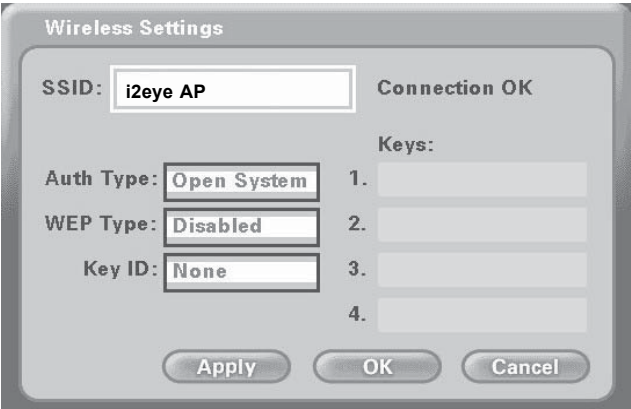 Wireless Settings
SSID: i2eye AP Connection OK
Keys:
Auth Type: Open System 1.
WEP Type: Disabled 2.
Key ID: None 3.
4.
Apply OK Cancel